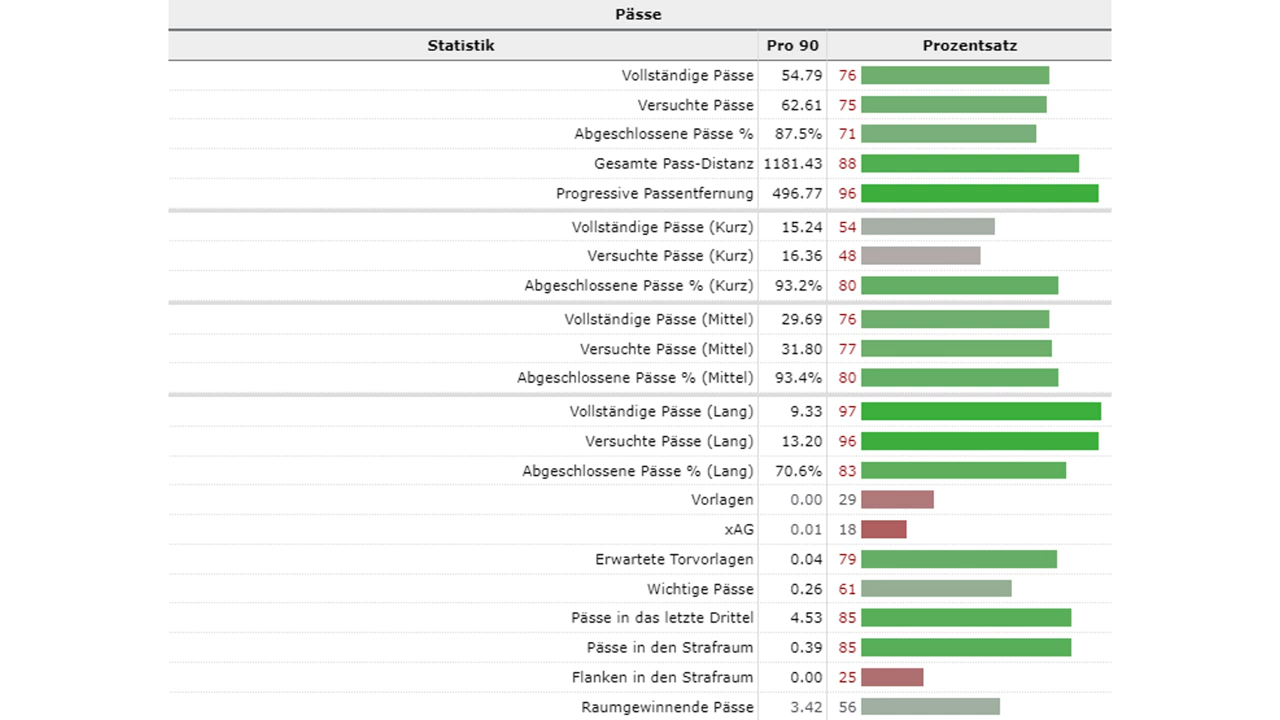 Pässe
Statistik Pro 90 Prozentsatz
Vollständige Pässe 54.79 76
Versuchte Pässe 62.61 75
Abgeschlossene Pässe % 87.5% 71
Gesamte Pass-Distanz 1181.43 88
Progressive Passentfernung 496.77 96
Vollständige Pässe (Kurz) 15.24 54
Versuchte Pässe (Kurz) 16.36 48
Abgeschlossene Pässe % (Kurz) 93.2% 80
Vollständige Pässe (Mittel) 29.69 76
Versuchte Pässe (Mittel) 31.80 77
Abgeschlossene Pässe % (Mittel) 93.4% 80
Vollständige Pässe (Lang) 9.33 97
Versuchte Pässe (Lang) 13.20 96
Abgeschlossene Pässe % (Lang) 70.6% 83
Vorlagen 0.00 29
xAG 0.01 18
Erwartete Torvorlagen 0.04 79
Wichtige Pässe 0.26 61
Pässe in das letzte Drittel 4.53 85
Pässe in den Strafraum 0.39 85
Flanken in den Strafraum 0.00 25
Raumgewinnende Pässe 3.42 56